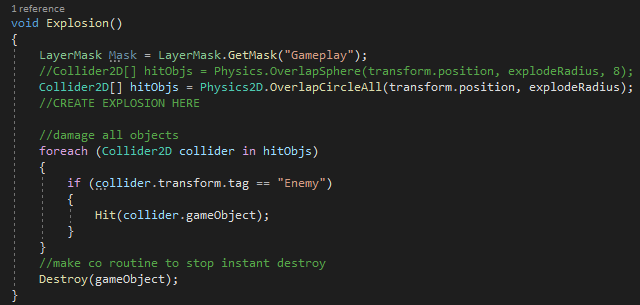 1 reference
void Explosion()
{
LayerMask Mask = LayerMask.GetMask("Gameplay");
//Collider2D[] hitObjs = Physics.OverlapSphere(transform.position, explodeRadius, 8);
Collider2D[] hitObjs = Physics2D.OverlapCircleAll(transform.position, explodeRadius);
//CREATE EXPLOSION HERE
//damage all objects
foreach (Collider2D collider in hitObjs)
{
if (collider.transform.tag == "Enemy")
{
Hit(collider.gameObject);
}
}
//make co routine to stop instant destroy
Destroy(gameObject);
}